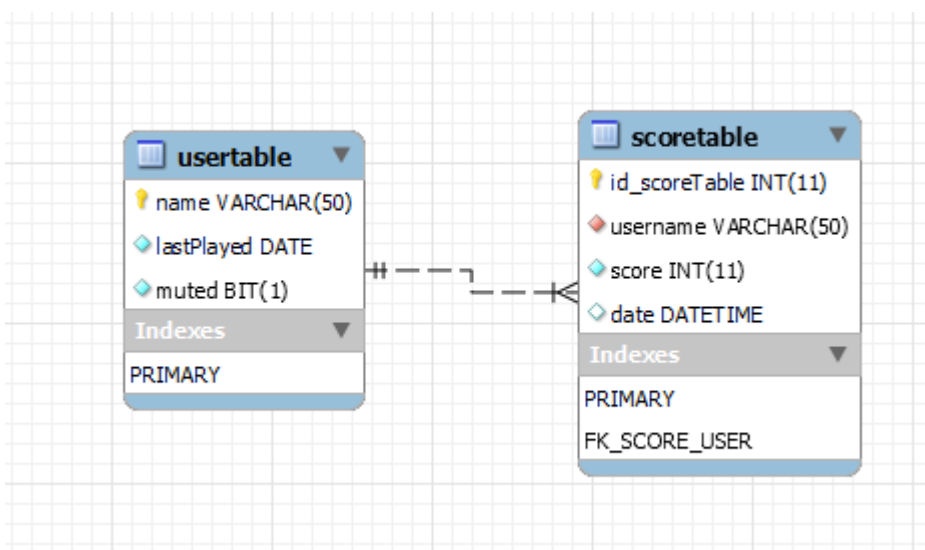 usertable
name VARCHAR(50)
lastPlayed DATE
muted BIT(1)
Indexes
PRIMARY
scoretable
id_scoreTable INT(11)
username VARCHAR(50)
score INT(11)
date DATETIME
Indexes
PRIMARY
FK_SCORE_USER